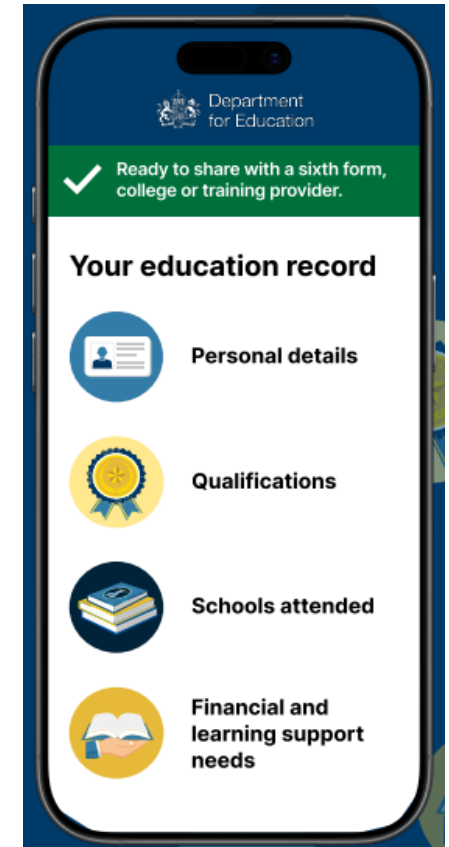 Department
for Education
Ready to share with a sixth form,
college or training provider.
Your education record
Personal details
Qualifications
Schools attended
Financial and
learning support
needs